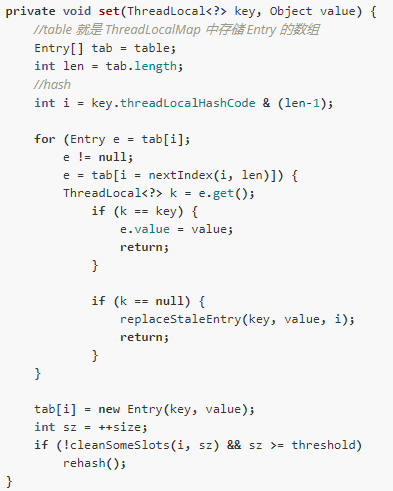 private void set(ThreadLocal<?> key, Object value) {
//table 就是 ThreadLocalMap 中存储 Entry 的数组
Entry[] tab = table;
int len = tab.length;
//hash
int i = key.threadLocalHashCode & (len-1);
for (Entry e = tab[i];
e != null;
e = tab[i = nextIndex(i, len)]) {
ThreadLocal<?> k = e.get();
if (k == key) {
e.value = value;
return;
}
if (k == null) {
replaceStaleEntry(key, value, i);
return;
}
}
tab[i] = new Entry(key, value);
int sz = ++size;
if (!cleanSomeSlots(i, sz) && sz >= threshold)
rehash();
}